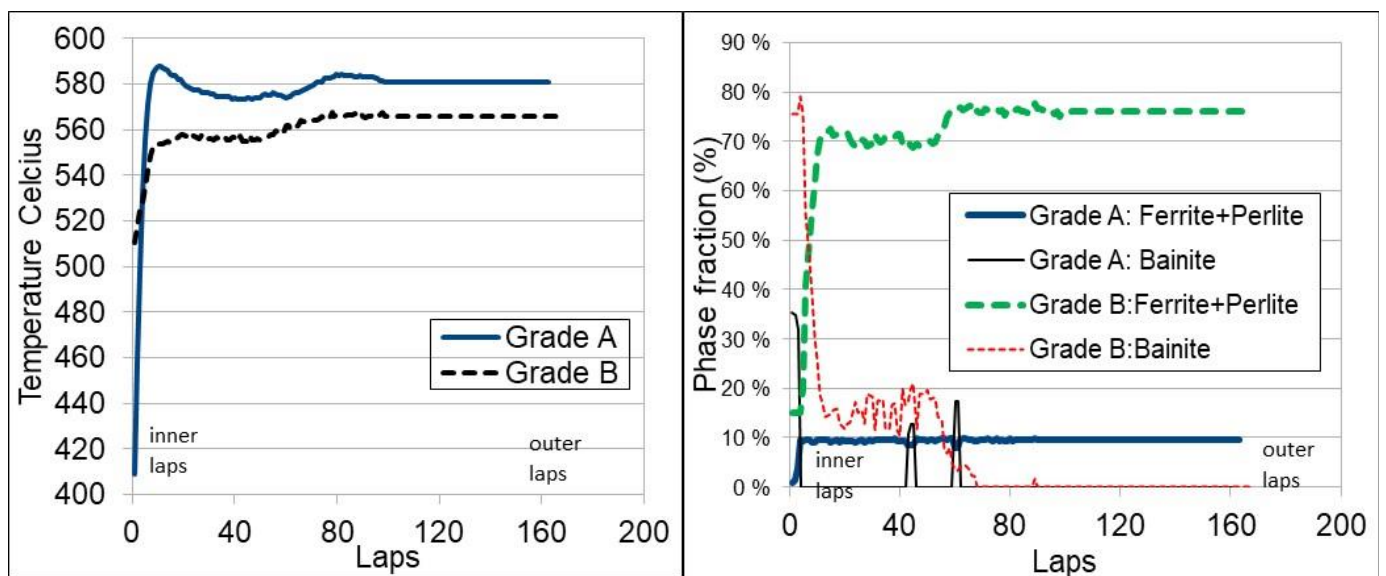 600
580
560
540
520
500
480
460
440
420
400
Temperature Celcius
Grade A
Grade B
inner
laps
outer
laps
0
40
80
120
160
200
Laps
90 %
80 %
70 %
60 %
50 %
40 %
30 %
20 %
10 %
0 %
Phase fraction (%)
Grade A: Ferrite+Perlite
Grade A: Bainite
Grade B:Ferrite+Perlite
Grade B:Bainite
inner
laps
outer
laps
0
40
80
120
160
200
Laps